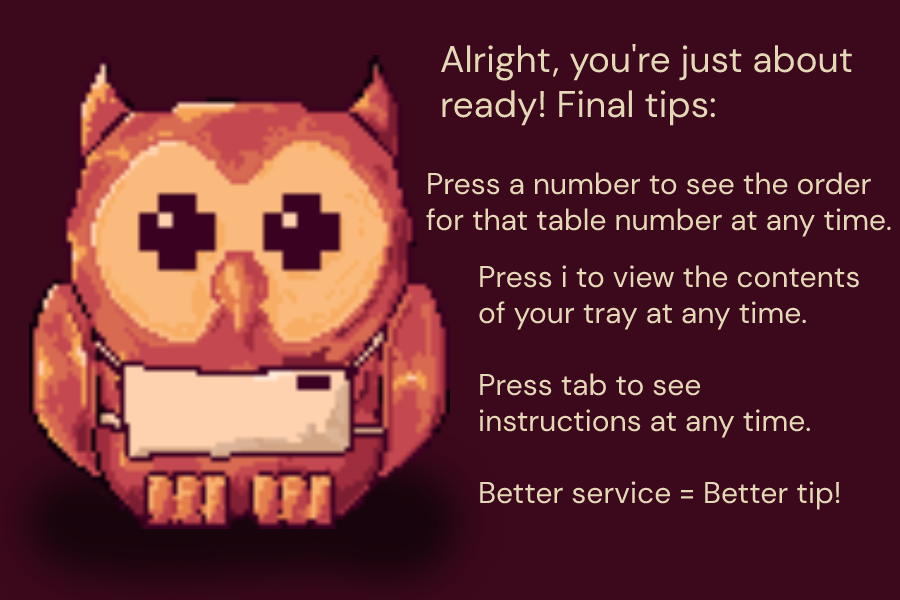 Alright, you're just about
ready! Final tips:
Press a number to see the order
for that table number at any time.
Press i to view the contents
of your tray at any time.
Press tab to see
instructions at any time.
Better service = Better tip!